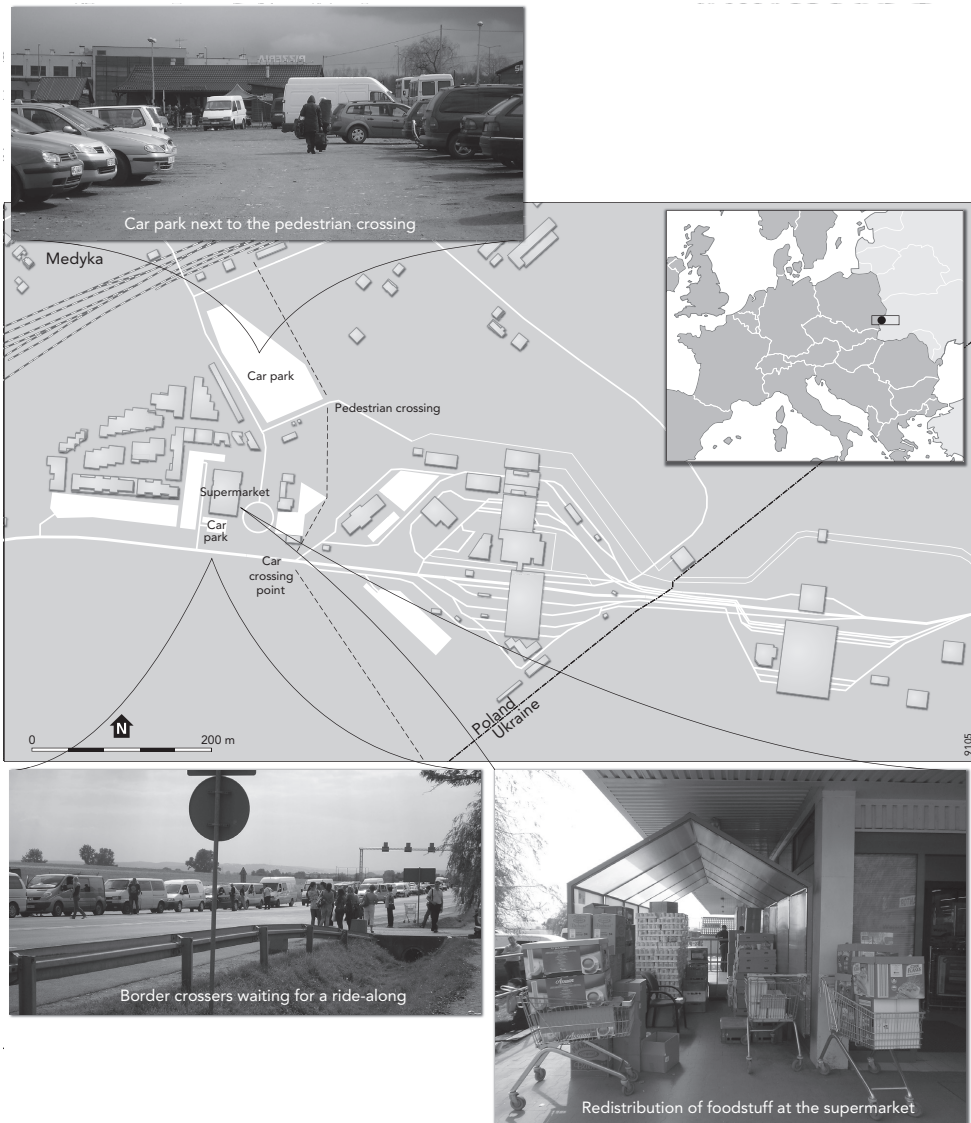 Car park next to the pedestrian crossing
Medyka
Car park
Pedestrian crossing
Supermarket
Car
park
Car
crossing
point
Poland
Ukraine
N
0
200 m
9105
Border crossers waiting for a ride-along
Redistribution of foodstuff at the supermarket